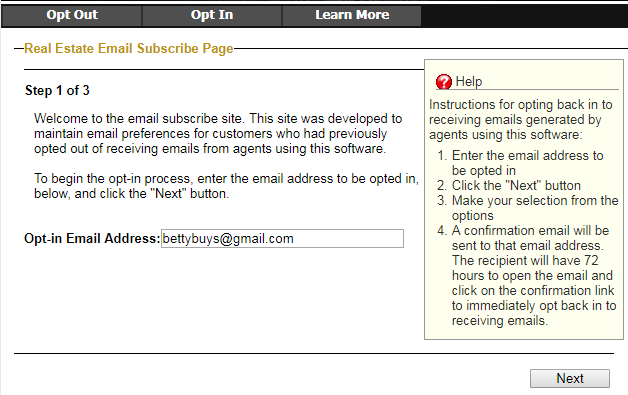 Opt Out Opt In Learn More
Real Estate Email Subscribe Page
Step 1 of 3
Welcome to the email subscribe site. This site was developed to
maintain email preferences for customers who had previously
opted out of receiving emails from agents using this software.
To begin the opt-in process, enter the email address to be opted in,
below, and click the "Next" button.
Opt-in Email Address: bettybuys@gmail.com
? Help
Instructions for opting back in to
receiving emails generated by
agents using this software:
1. Enter the email address to
be opted in
2. Click the "Next" button
3. Make your selection from the
options
4. A confirmation email will be
sent to that email address.
The recipient will have 72
hours to open the email and
click on the confirmation link
to immediately opt back in to
receiving emails.
Next